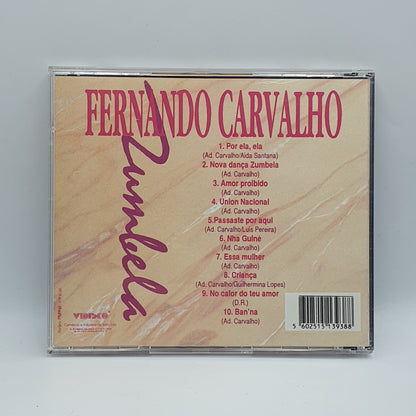 FERNANDO CARVALHO
Zumbela
1. Por ela, ela
(Ad. Carvalho/Aida Santana)
2. Nova dança Zumbela
(Ad. Carvalho)
3. Amor proibido
(Ad. Carvalho)
4. Union Nacional
(Ad. Carvalho)
5.Passaste por aqui
(Ad. Carvalho/Luis Pereira)
6. Nha Guiné
(Ad. Carvalho)
7. Essa mulher
(Ad. Carvalho)
8. Criança
(Ad. Carvalho/Guilhermina Lopes)
9. No calor do teu amor
(D.R.)
10. Ban'na
(Ad. Carvalho)
VIDISCO
5 602515 139388